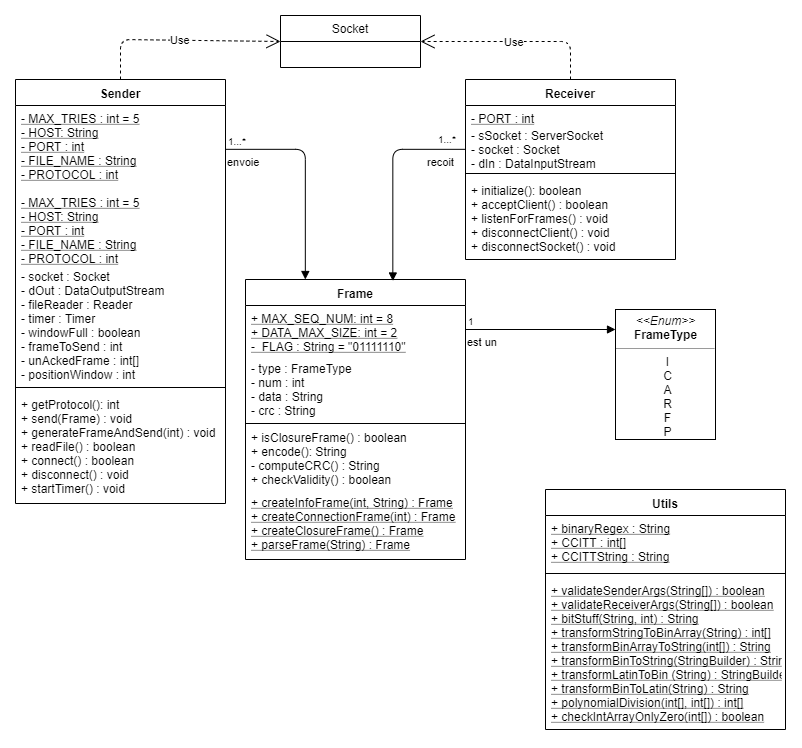 Socket
Use
Use
Sender
- MAX_TRIES : int = 5
- HOST: String
- PORT : int
- FILE_NAME : String
- PROTOCOL : int
- MAX_TRIES : int = 5
- HOST: String
- PORT : int
- FILE_NAME : String
- PROTOCOL : int
- socket : Socket
- dOut : DataOutputStream
- fileReader : Reader
- timer : Timer
- windowFull : boolean
- frameToSend : int
- unAckedFrame : int[]
- positionWindow : int
+ getProtocol(): int
+ send(Frame) : void
+ generateFrameAndSend(int) : void
+ readFile() : boolean
+ connect() : boolean
+ disconnect() : void
+ startTimer() : void
1...*
envoie
1...*
recoit
Receiver
- PORT : int
- sSocket : ServerSocket
- socket : Socket
- dIn : DataInputStream
+ initialize(): boolean
+ acceptClient() : boolean
+ listenForFrames() : void
+ disconnectClient() : void
+ disconnectSocket() : void
Frame
+ MAX_SEQ_NUM: int = 8
+ DATA_MAX_SIZE: int = 2
- FLAG : String = "01111110"
- type : FrameType
- num : int
- data : String
- crc : String
+ isClosureFrame() : boolean
+ encode(): String
- computeCRC() : String
+ checkValidity() : boolean
+ createInfoFrame(int, String) : Frame
+ createConnectionFrame(int) : Frame
+ createClosureFrame() : Frame
+ parseFrame(String) : Frame
1
est un
<<Enum>>
FrameType
I
C
A
R
F
P
Utils
+ binaryRegex : String
+ CCITT : int[]
+ CCITTString : String
+ validateSenderArgs(String[]) : boolean
+ validateReceiverArgs(String[]) : boolean
+ bitStuff(String, int) : String
+ transformStringToBinArray(String) : int[]
+ transformBinArrayToString(int[]) : String
+ transformBinToString(StringBuilder) : Strin
+ transformLatinToBin (String) : StringBuilde
+ transformBinToLatin(String) : String
+ polynomialDivision(int[], int[]) : int[]
+ checkIntArrayOnlyZero(int[]) : boolean